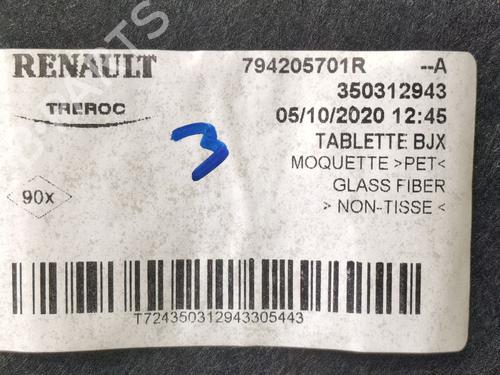 RENAULT 794205701R --A
TREROC 350312943
05/10/2020 12:45
TABLETTE BJX
3
MOQUETTE >PET<
GLASS FIBER
90x
> NON-TISSE <
T724350312943305443